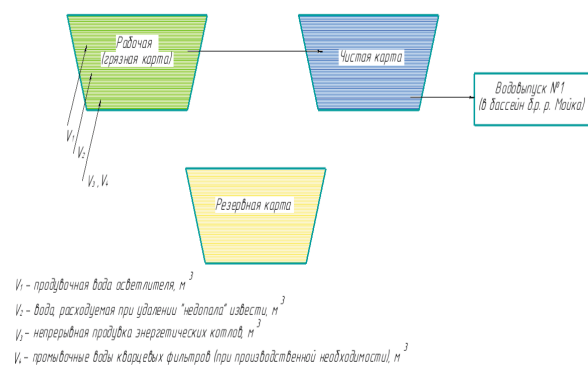 Рабочая
(грязная карта)
Чистая карта
Водовыпуск №1
(в бассейн б.р. р. Мойка)
V₁
V₂
V₃ , V₄
Резервная карта
V₁ – продувочная вода осветлителя, м³
V₂ – вода, расходуемая при удалении "недопала" извести, м³
V₃ – непрерывная продувка энергетических котлов, м³
V₄ – промывочные воды кварцевых фильтров (при производственной необходимости), м³